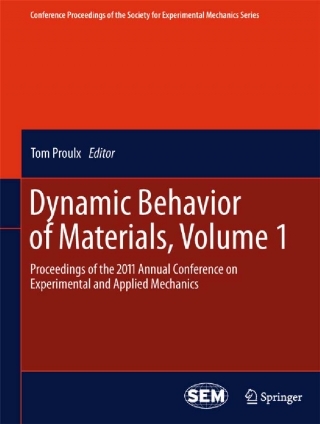 Conference Proceedings of the Society for Experimental Mechanics Series
Tom Proulx Editor
Dynamic Behavior
of Materials, Volume 1
Proceedings of the 2011 Annual Conference on
Experimental and Applied Mechanics
SEM
Springer